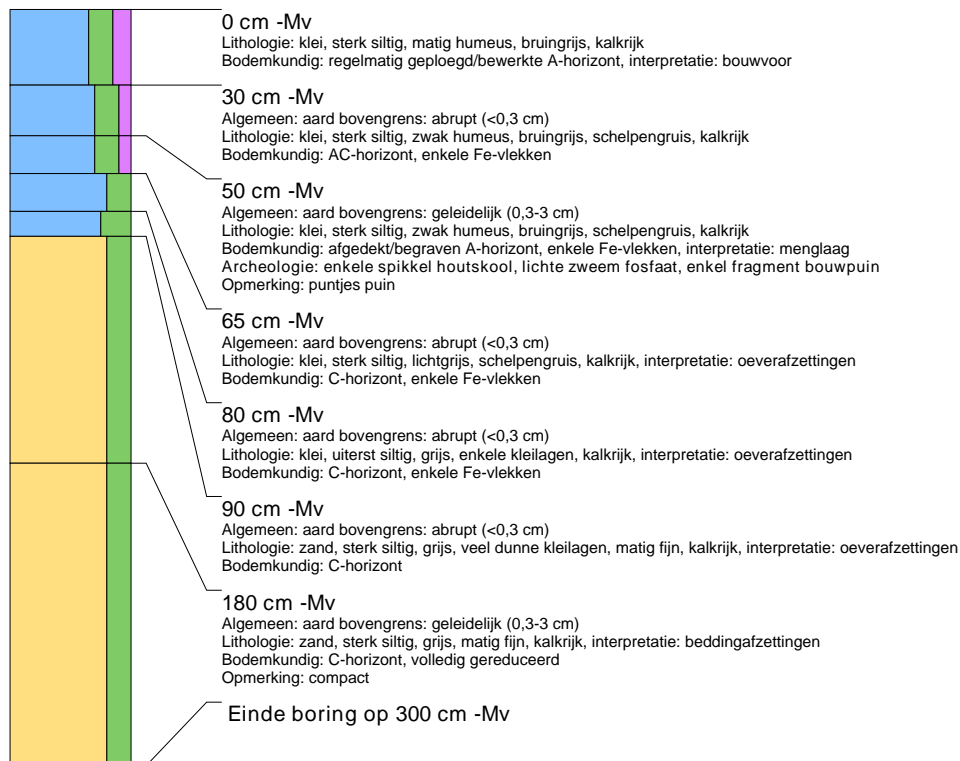 0 cm -Mv
Lithologie: klei, sterk siltig, matig humeus, bruingrijs, kalkrijk
Bodemkundig: regelmatig geploegd/bewerkte A-horizont, interpretatie: bouwvoor
30 cm -Mv
Algemeen: aard bovengrens: abrupt (<0,3 cm)
Lithologie: klei, sterk siltig, zwak humeus, bruingrijs, schelpengruis, kalkrijk
Bodemkundig: AC-horizont, enkele Fe-vlekken
50 cm -Mv
Algemeen: aard bovengrens: geleidelijk (0,3-3 cm)
Lithologie: klei, sterk siltig, zwak humeus, bruingrijs, schelpengruis, kalkrijk
Bodemkundig: afgedekt/begraven A-horizont, enkele Fe-vlekken, interpretatie: menglaag
Archeologie: enkele spikkel houtskool, lichte zweem fosfaat, enkel fragment bouwpuin
Opmerking: puntjes puin
65 cm -Mv
Algemeen: aard bovengrens: abrupt (<0,3 cm)
Lithologie: klei, sterk siltig, lichtgrijs, schelpengruis, kalkrijk, interpretatie: oeverafzettingen
Bodemkundig: C-horizont, enkele Fe-vlekken
80 cm -Mv
Algemeen: aard bovengrens: abrupt (<0,3 cm)
Lithologie: klei, uiterst siltig, grijs, enkele kleilagen, kalkrijk, interpretatie: oeverafzettingen
Bodemkundig: C-horizont, enkele Fe-vlekken
90 cm -Mv
Algemeen: aard bovengrens: abrupt (<0,3 cm)
Lithologie: zand, sterk siltig, grijs, veel dunne kleilagen, matig fijn, kalkrijk, interpretatie: oeverafzettingen
Bodemkundig: C-horizont
180 cm -Mv
Algemeen: aard bovengrens: geleidelijk (0,3-3 cm)
Lithologie: zand, sterk siltig, grijs, matig fijn, kalkrijk, interpretatie: beddingafzettingen
Bodemkundig: C-horizont, volledig gereduceerd
Opmerking: compact
Einde boring op 300 cm -Mv